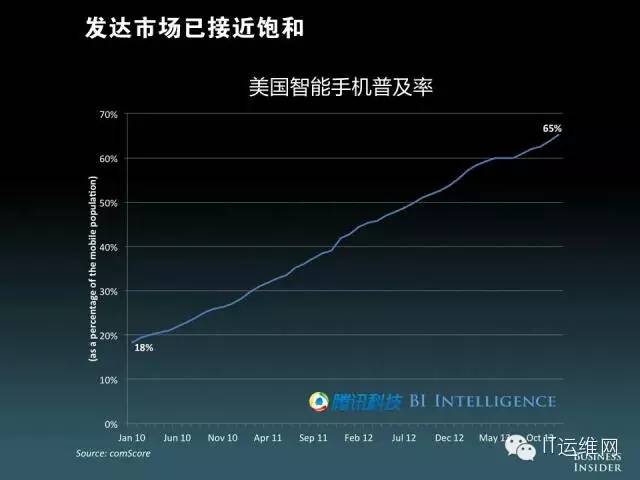 发达市场已接近饱和
美国智能手机普及率
(as a percentage of the mobile population)
70%
60%
50%
40%
30%
20%
10%
0%
65%
18%
腾讯科技 BI INTELLIGENCE
Jan 10 Jun 10 Nov 10 Apr 11 Sep 11 Feb 12 Jul 12 Dec 12 May Oct
Source: comScore
IT运维网
BUSINESS
INSIDER